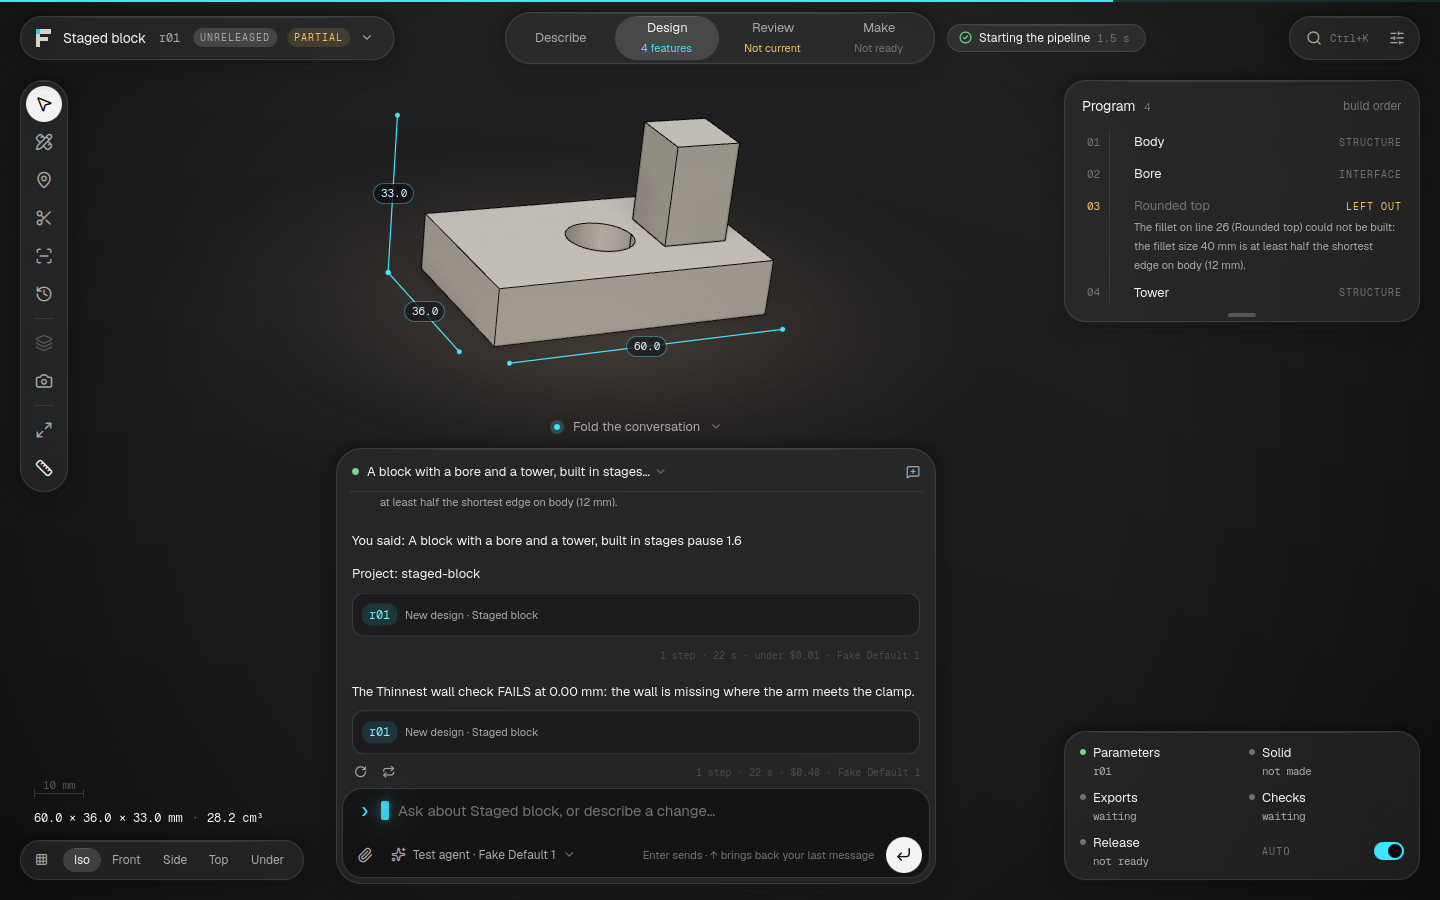 Staged block r01 UNRELEASED PARTIAL
Describe
Design
4 features
Review
Not current
Make
Not ready
Starting the pipeline 1.5 s
Ctrl+K
Program 4 build order
01 Body STRUCTURE
02 Bore INTERFACE
03 Rounded top LEFT OUT
The fillet on line 26 (Rounded top) could not be built:
the fillet size 40 mm is at least half the shortest
edge on body (12 mm).
04 Tower STRUCTURE
33.0
36.0
60.0
Fold the conversation
A block with a bore and a tower, built in stages…
at least half the shortest edge on body (12 mm).
You said: A block with a bore and a tower, built in stages pause 1.6
Project: staged-block
r01 New design · Staged block
1 step · 22 s · under $0.01 · Fake Default 1
The Thinnest wall check FAILS at 0.00 mm: the wall is missing where the arm meets the clamp.
r01 New design · Staged block
1 step · 22 s · $0.40 · Fake Default 1
Ask about Staged block, or describe a change…
Test agent · Fake Default 1
Enter sends · ↑ brings back your last message
10 mm
60.0 × 36.0 × 33.0 mm · 28.2 cm³
Iso Front Side Top Under
Parameters
r01
Solid
not made
Exports
waiting
Checks
waiting
Release
not ready
AUTO